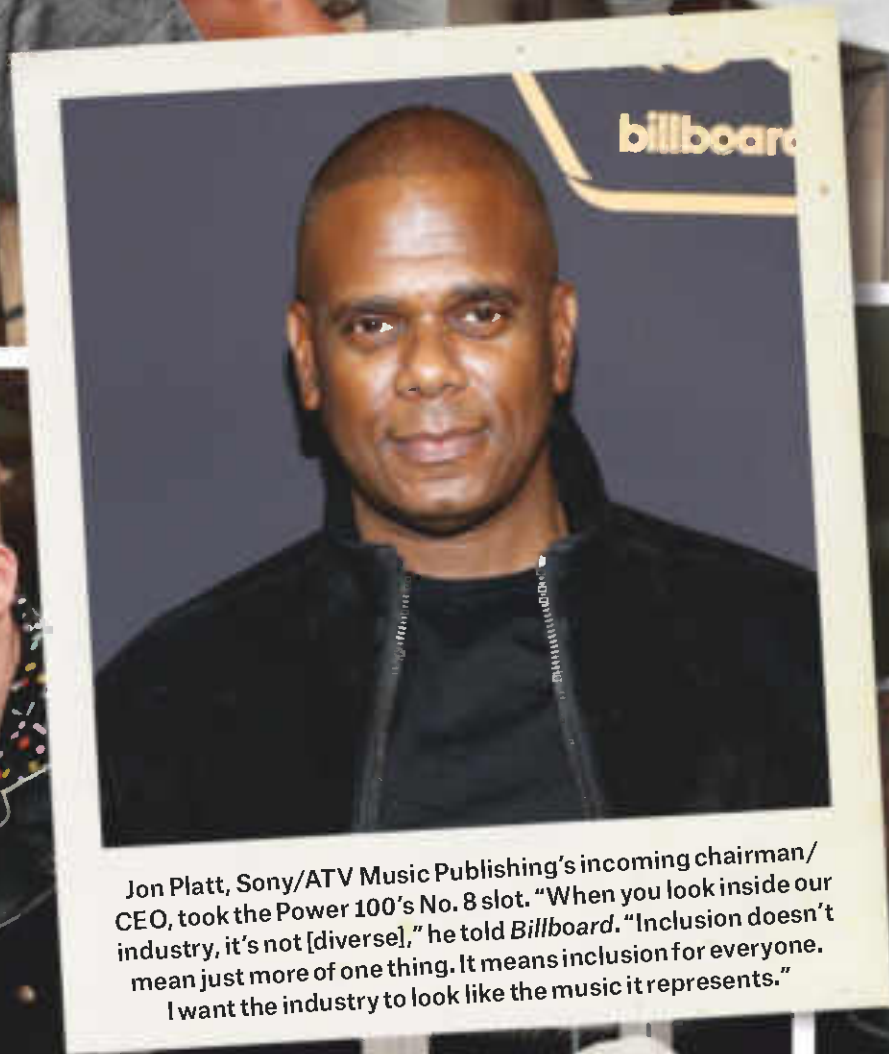 billboard
Jon Platt, Sony/ATV Music Publishing's incoming chairman/
CEO, took the Power 100's No. 8 slot. "When you look inside our
industry, it's not [diverse]," he told Billboard. "Inclusion doesn't
mean just more of one thing. It means inclusion for everyone.
I want the industry to look like the music it represents."